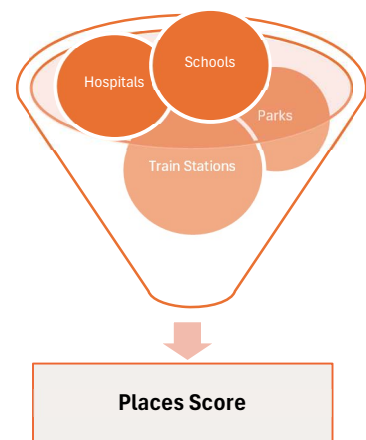 Schools
Hospitals
Parks
Train Stations
Places Score